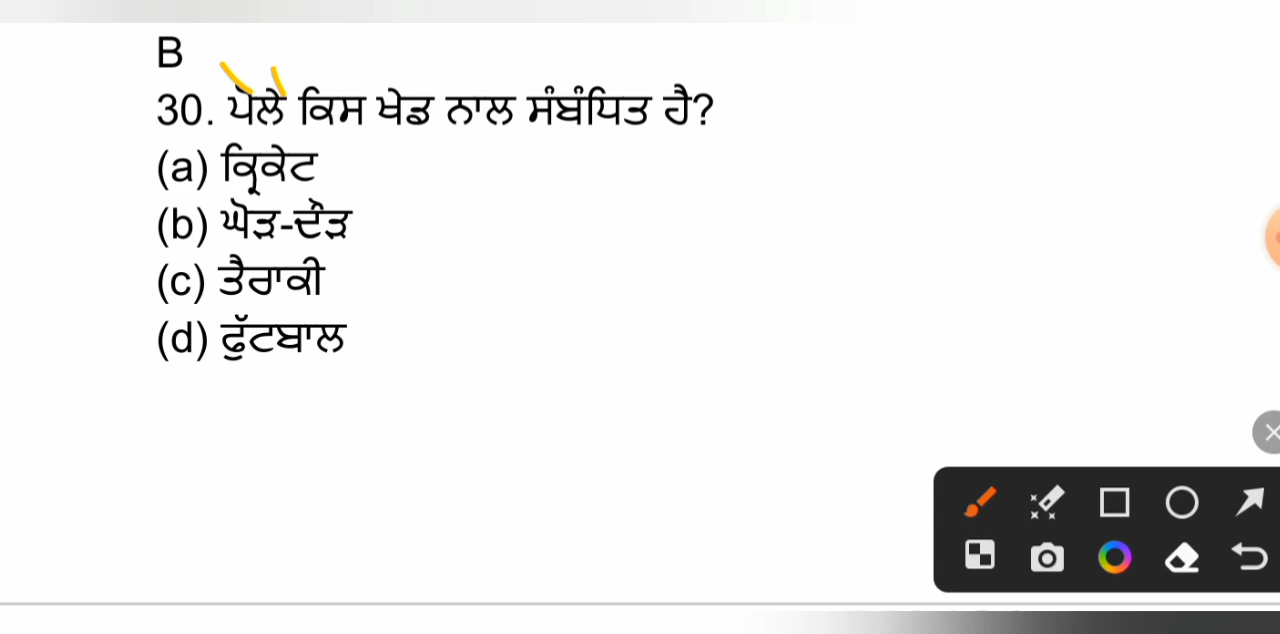 B
30. ਪੇਲੇ ਕਿਸ ਖੇਡ ਨਾਲ ਸੰਬੰਧਿਤ ਹੈ?
(a) ਕ੍ਰਿਕੇਟ
(b) ਘੋੜ-ਦੌੜ
(c) ਤੈਰਾਕੀ
(d) ਫੁੱਟਬਾਲ